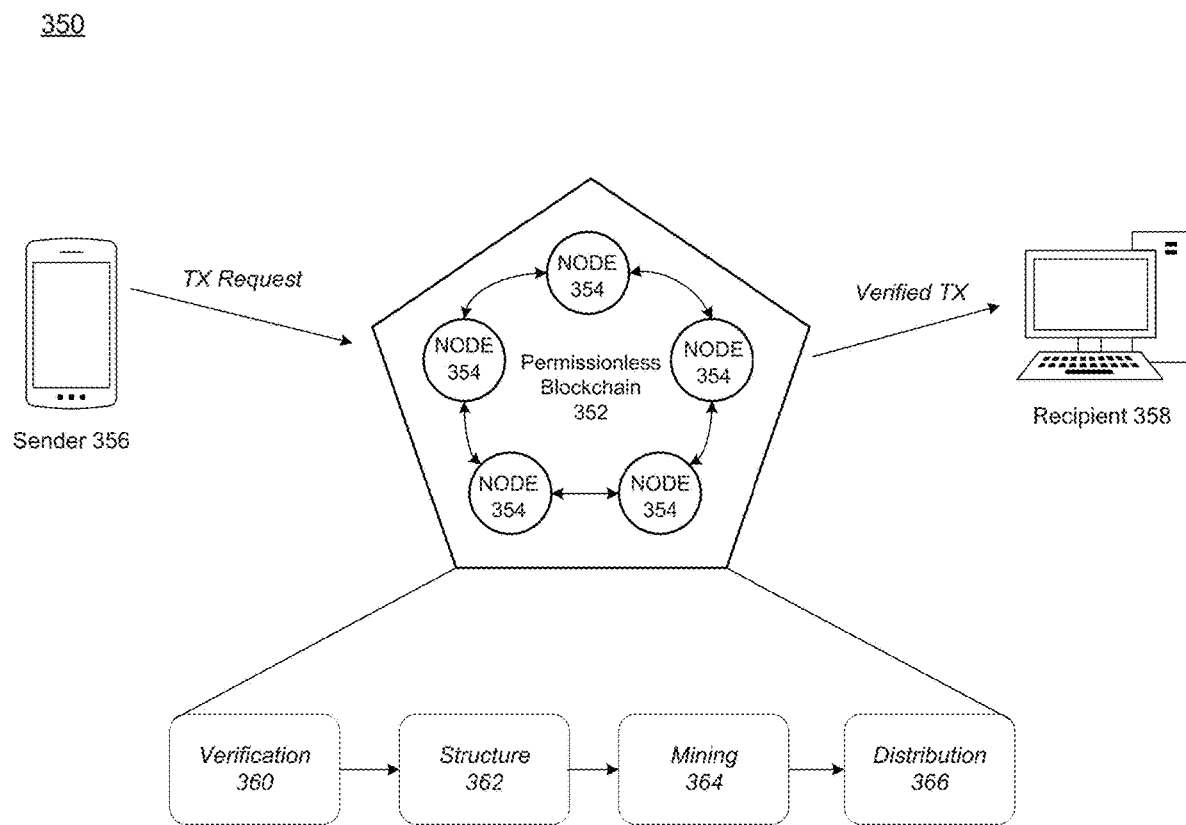 350
TX Request
Sender 356
NODE
354
NODE
354
NODE
354
Permissionless
Blockchain
352
NODE
354
NODE
354
Verified TX
Recipient 358
Verification
360
Structure
362
Mining
364
Distribution
366